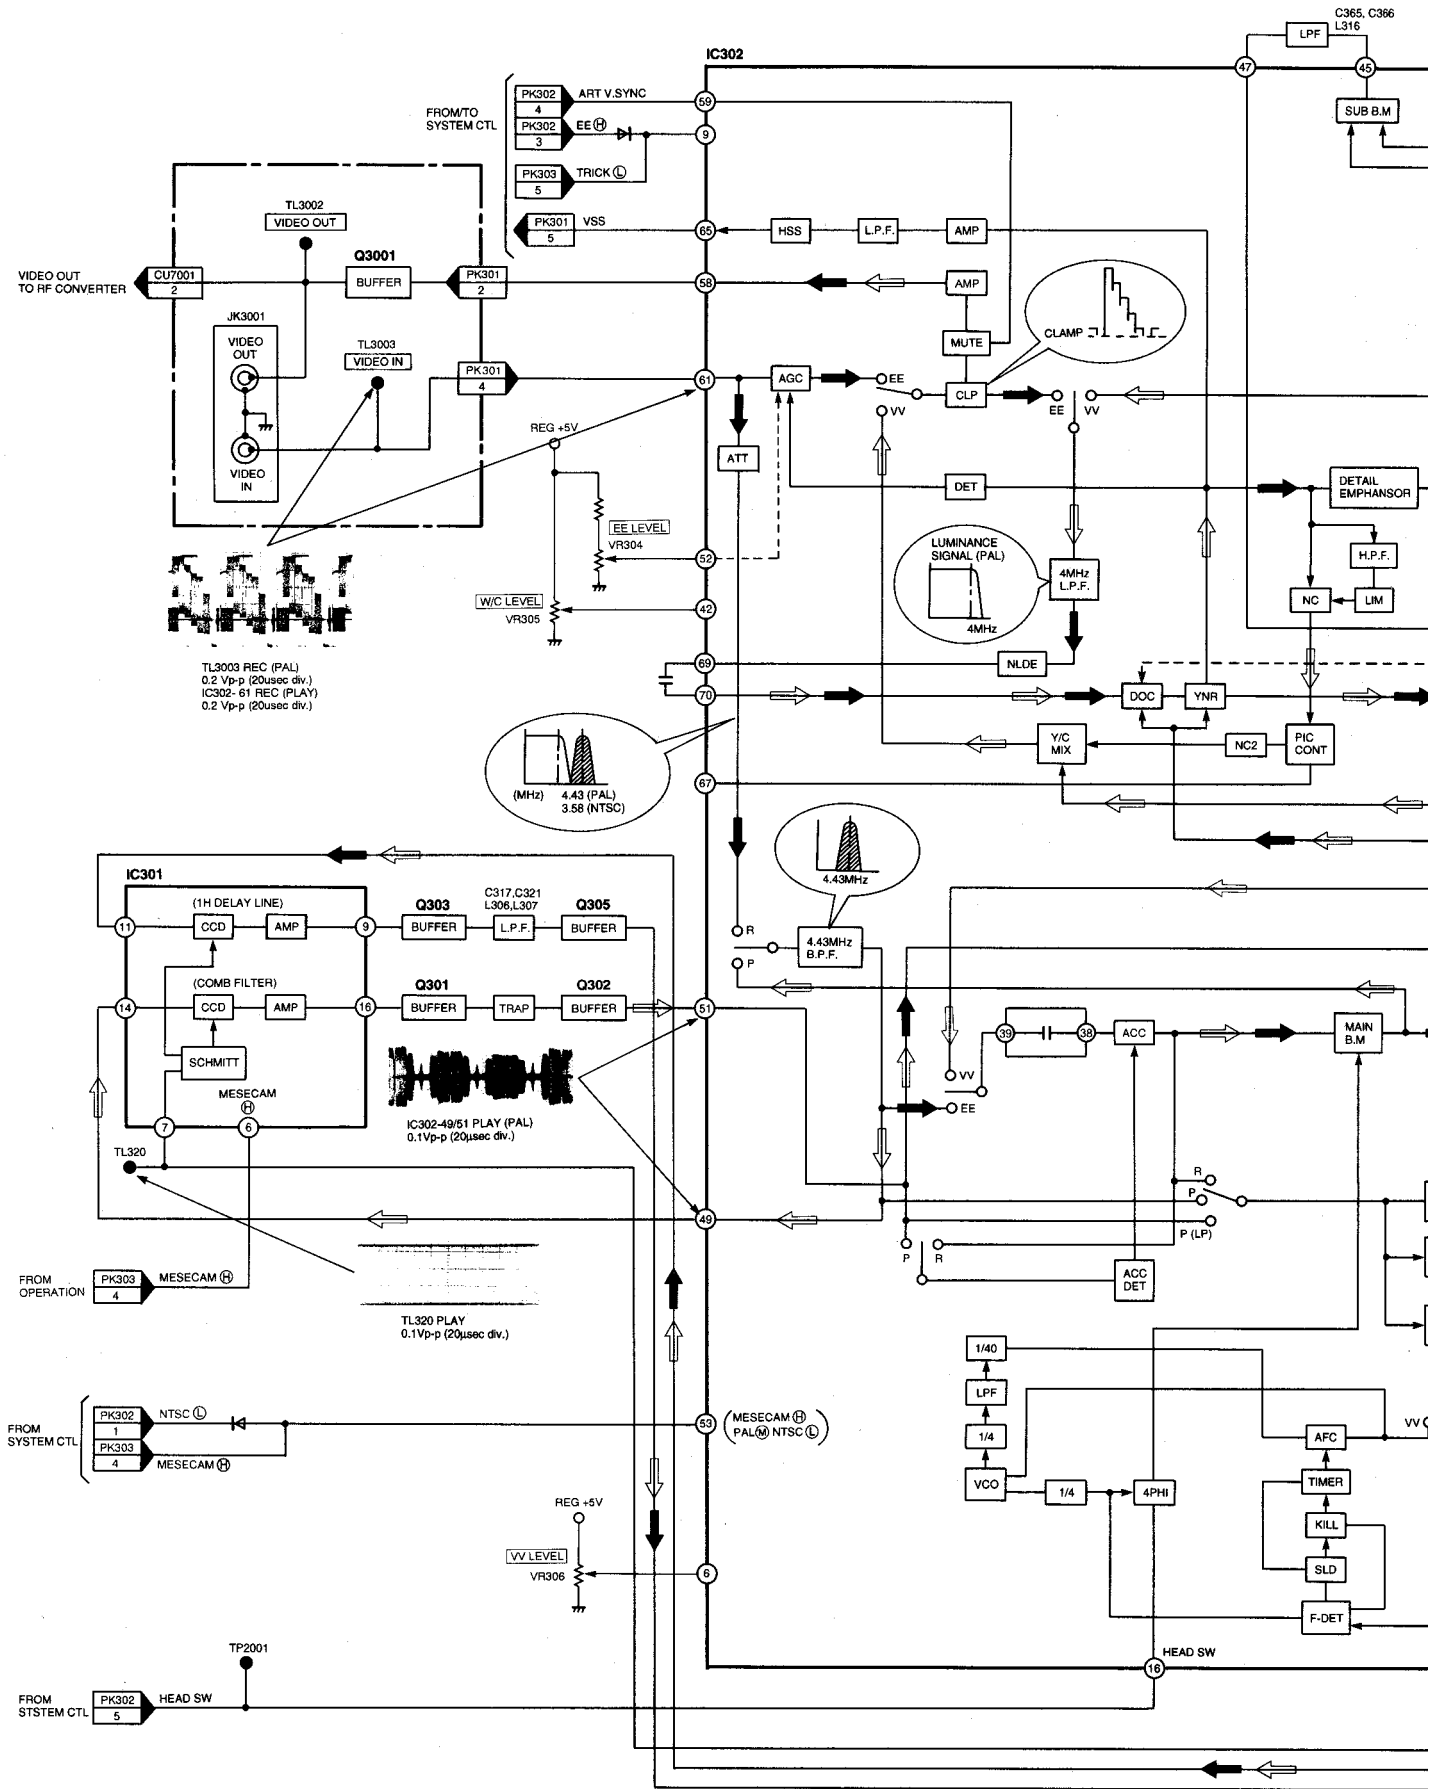 C365, C366
L316
LPF
IC302
47
45
SUB B.M
FROM/TO
SYSTEM CTL
PK302
4
ART V.SYNC
59
PK302
3
EE Ⓗ
9
PK303
5
TRICK Ⓛ
PK301
5
VSS
65
HSS
L.P.F.
AMP
TL3002
VIDEO OUT
VIDEO OUT
TO RF CONVERTER
CU7001
2
Q3001
BUFFER
PK301
2
58
AMP
MUTE
CLAMP
JK3001
VIDEO
OUT
TL3003
VIDEO IN
PK301
4
61
AGC
EE
VV
CLP
EE
VV
VIDEO
IN
REG +5V
ATT
DET
DETAIL
EMPHANSOR
EE LEVEL
VR304
52
LUMINANCE
SIGNAL (PAL)
4MHz
4MHz
L.P.F.
H.P.F.
W/C LEVEL
VR305
42
NC
LIM
TL3003 REC (PAL)
0.2 Vp-p (20usec div.)
IC302- 61 REC (PLAY)
0.2 Vp-p (20usec div.)
69
NLDE
70
DOC
YNR
Y/C
MIX
NC2
PIC
CONT
(MHz)
4.43 (PAL)
3.58 (NTSC)
67
4.43MHz
IC301
(1H DELAY LINE)
11
CCD
AMP
9
Q303
BUFFER
C317,C321
L306,L307
L.P.F.
Q305
BUFFER
R
P
4.43MHz
B.P.F.
(COMB FILTER)
14
CCD
AMP
16
Q301
BUFFER
TRAP
Q302
BUFFER
51
SCHMITT
39
38
ACC
MAIN
B.M
VV
EE
MESECAM
Ⓗ
7
6
IC302-49/51 PLAY (PAL)
0.1Vp-p (20µsec div.)
TL320
49
R
P
P (LP)
P
R
ACC
DET
FROM
OPERATION
PK303
4
MESECAM Ⓗ
TL320 PLAY
0.1Vp-p (20µsec div.)
1/40
LPF
1/4
VCO
1/4
4PHI
AFC
VV
TIMER
KILL
SLD
F-DET
FROM
SYSTEM CTL
PK302
1
NTSC Ⓛ
PK303
4
MESECAM Ⓗ
53
(MESECAM Ⓗ
PALⓂ NTSC Ⓛ)
REG +5V
VV LEVEL
VR306
6
TP2001
HEAD SW
16
FROM
STSTEM CTL
PK302
5
HEAD SW